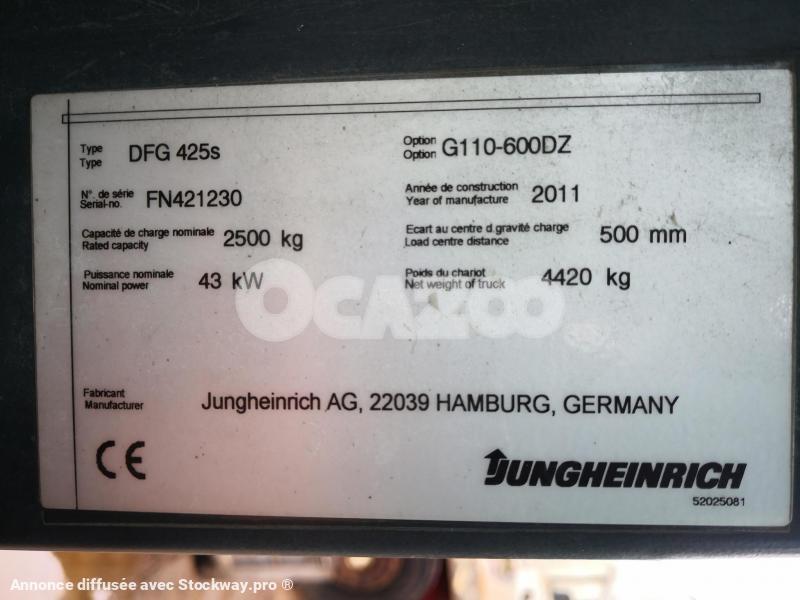 Type DFG 425s Option G110-600DZ
Type Option
N°. de série FN421230 Année de construction 2011
Serial-no. Year of manufacture
Capacité de charge nominale 2500 kg Ecart au centre d.gravité charge 500 mm
Rated capacity Load centre distance
Puissance nominale 43 kW Poids du chariot 4420 kg
Nominal power Net weight of truck
OCAZOO
Fabricant Jungheinrich AG, 22039 HAMBURG, GERMANY
Manufacturer
CE JUNGHEINRICH
52025081
Annonce diffusée avec Stockway.pro ®